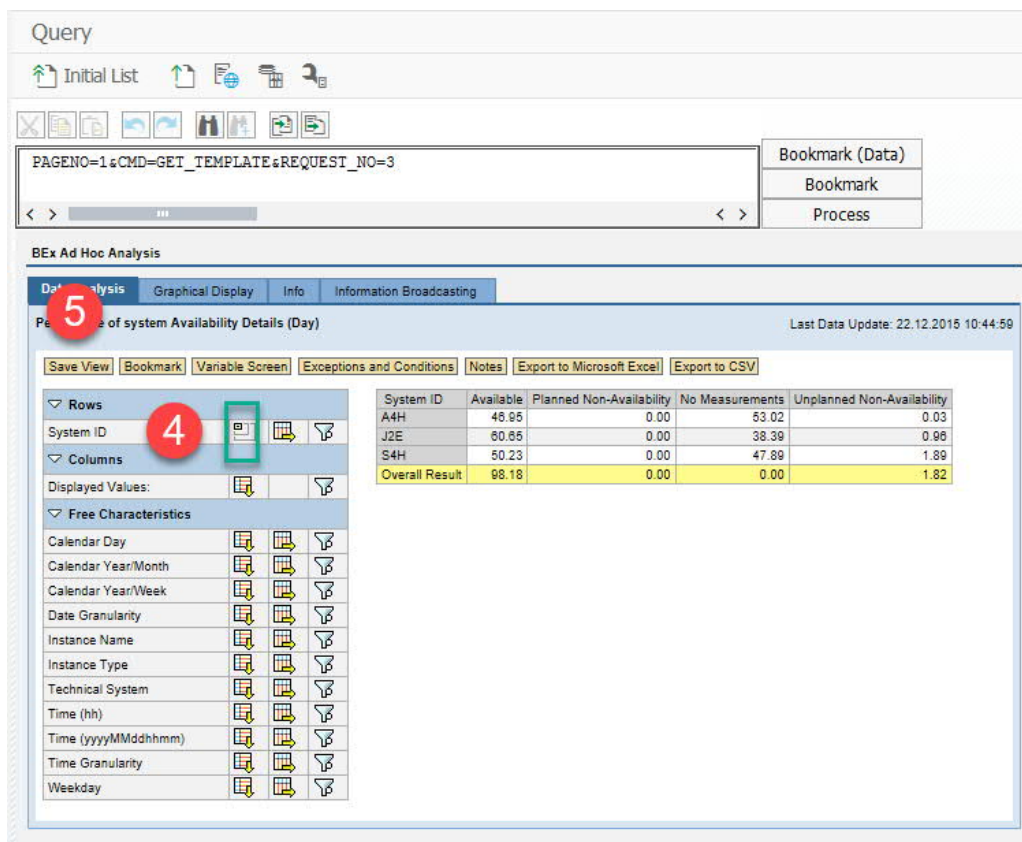 Query
Initial List
PAGENO=1&CMD=GET_TEMPLATE&REQUEST_NO=3
Bookmark (Data)
Bookmark
Process
BEx Ad Hoc Analysis
Graphical Display Info Information Broadcasting
5
of system Availability Details (Day) Last Data Update: 22.12.2015 10:44:59
Save View Bookmark Variable Screen Exceptions and Conditions Notes Export to Microsoft Excel Export to CSV
Rows
System ID
4
Columns
Displayed Values:
Free Characteristics
Calendar Day
Calendar Year/Month
Calendar Year/Week
Date Granularity
Instance Name
Instance Type
Technical System
Time (hh)
Time (yyyyMMddhhmm)
Time Granularity
Weekday
System ID Available Planned Non-Availability No Measurements Unplanned Non-Availability
A4H 46.95 0.00 53.02 0.03
J2E 60.65 0.00 38.39 0.96
S4H 50.23 0.00 47.89 1.89
Overall Result 98.18 0.00 0.00 1.82